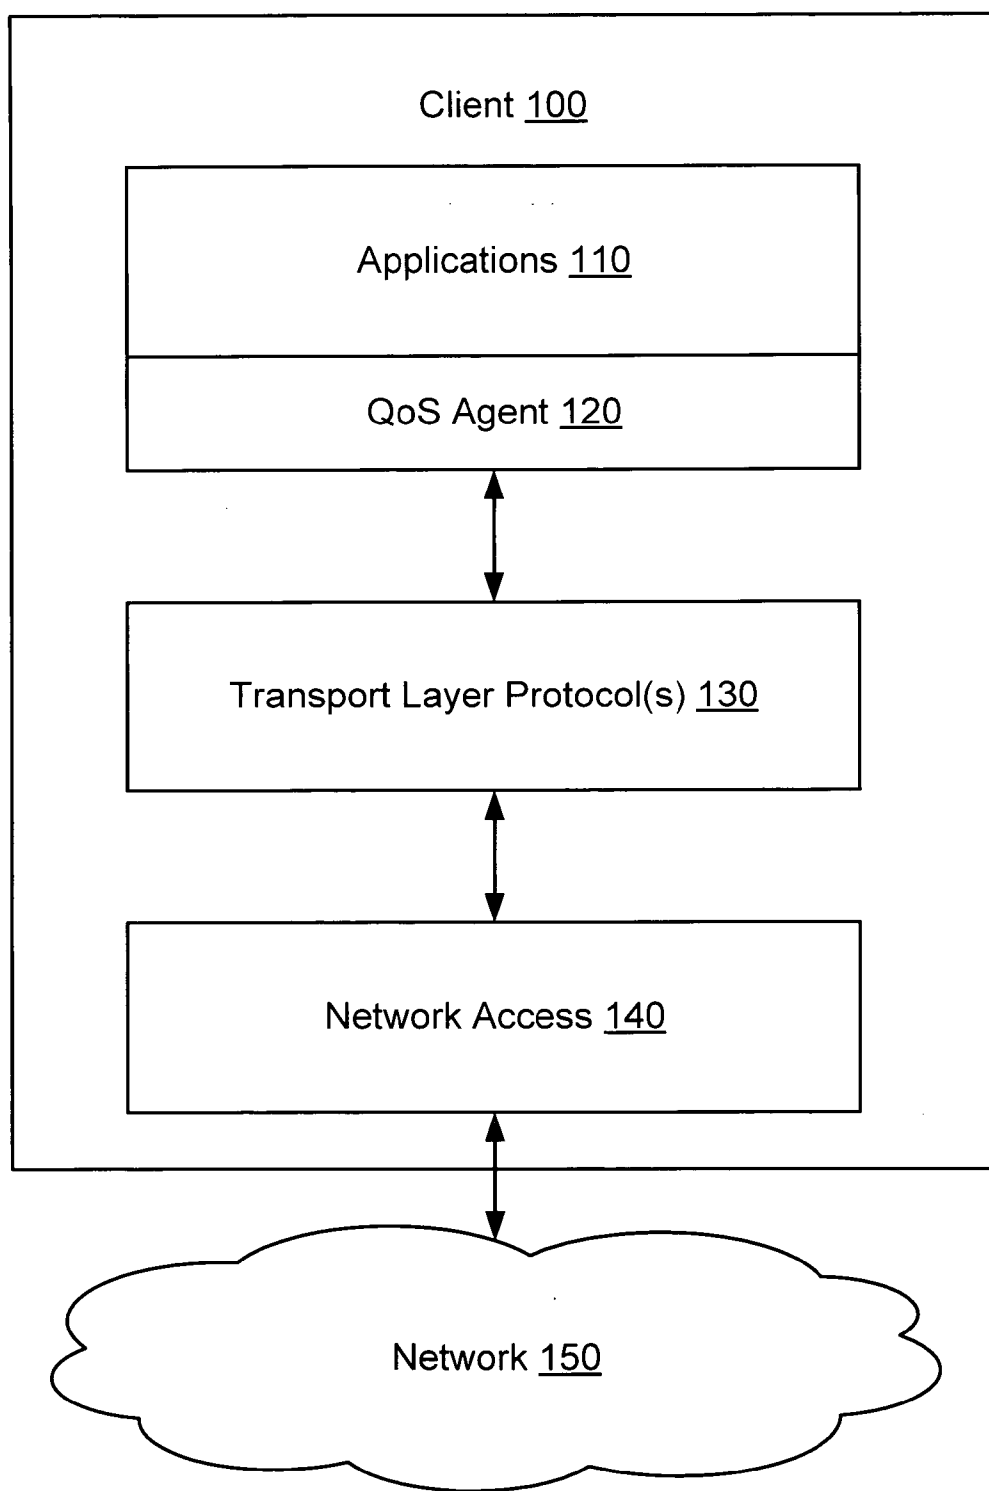 Client 100
Applications 110
QoS Agent 120
Transport Layer Protocol(s) 130
Network Access 140
Network 150